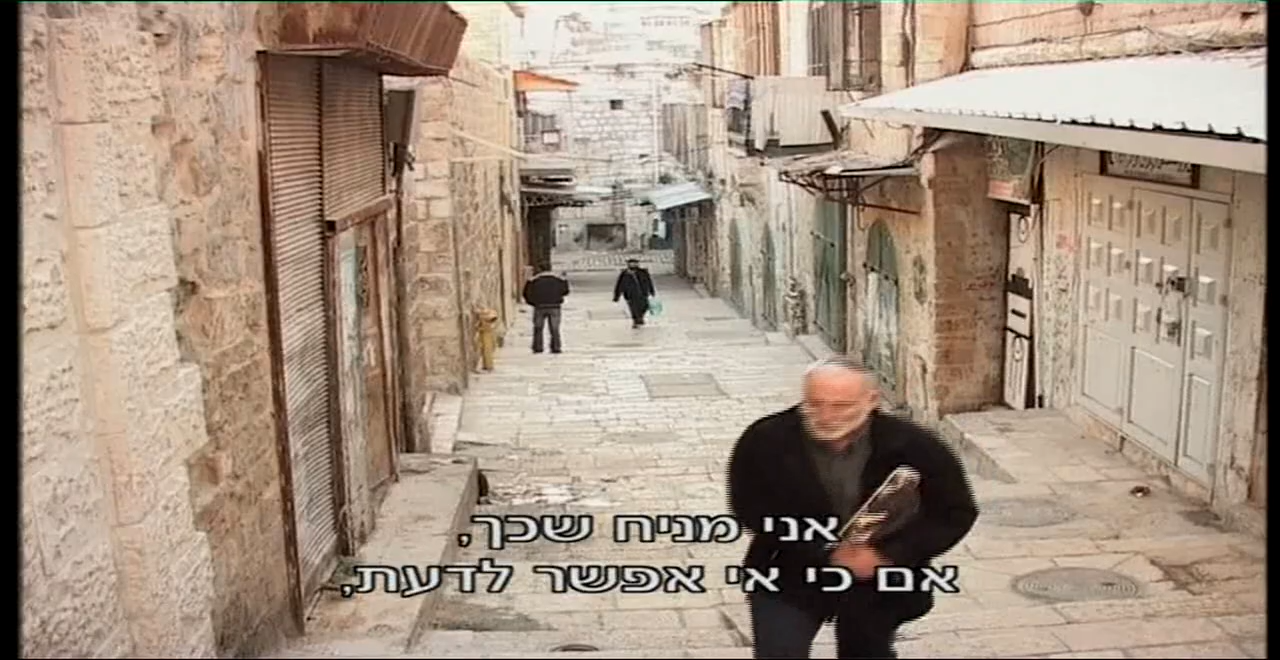 אני מניח שכך,
אם כי אי אפשר לדעת,